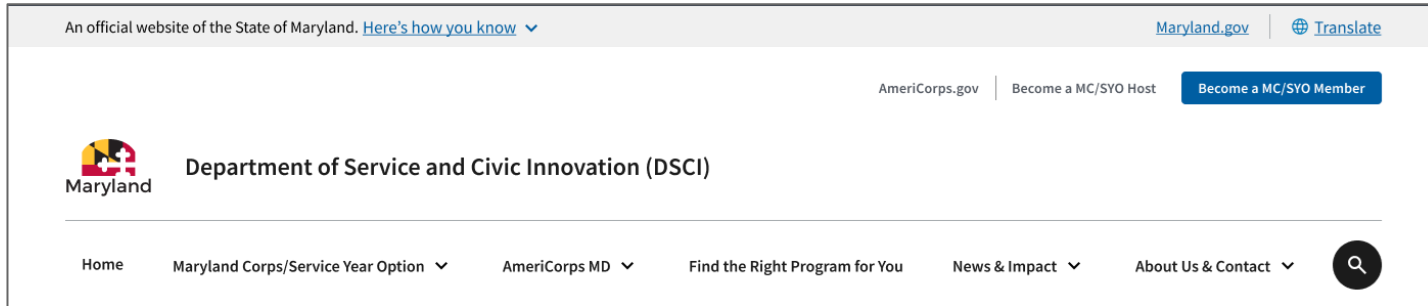 An official website of the State of Maryland. Here's how you know
Maryland.gov
Translate
AmeriCorps.gov
Become a MC/SYO Host
Become a MC/SYO Member
Maryland
Department of Service and Civic Innovation (DSCI)
Home
Maryland Corps/Service Year Option
AmeriCorps MD
Find the Right Program for You
News & Impact
About Us & Contact